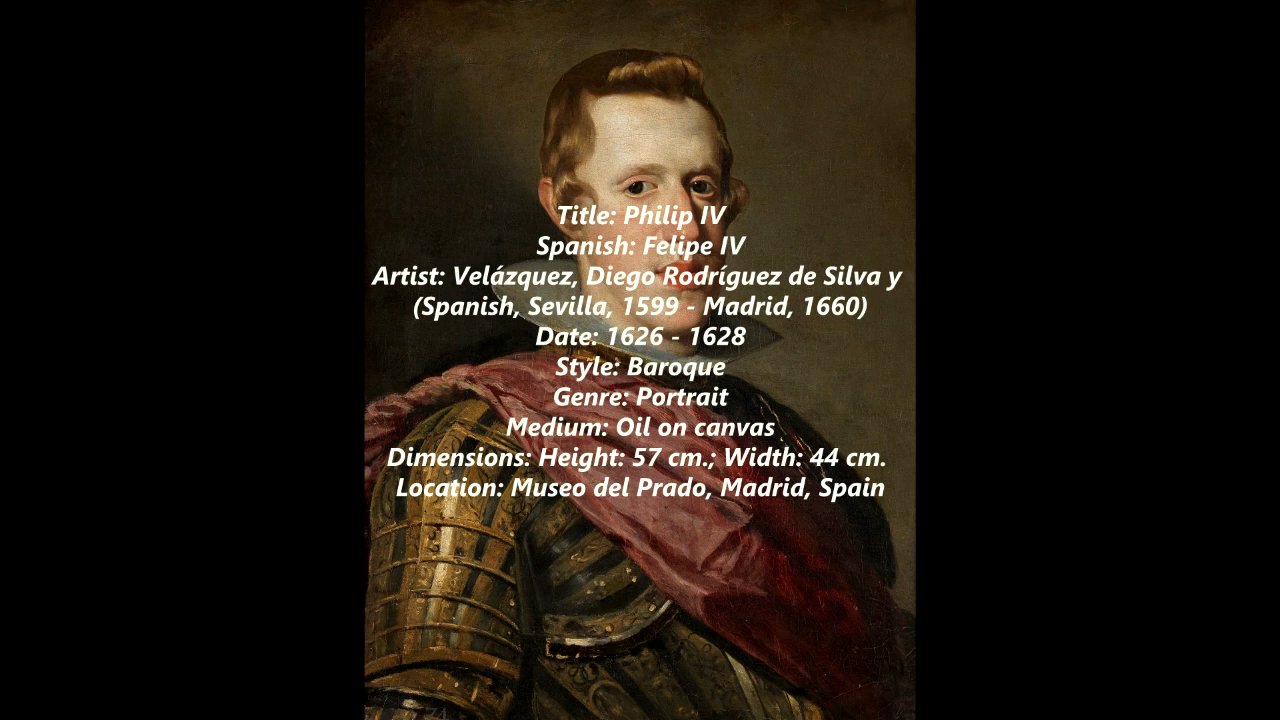 Title: Philip IV
Spanish: Felipe IV
Artist: Velázquez, Diego Rodríguez de Silva y
(Spanish, Sevilla, 1599 - Madrid, 1660)
Date: 1626 - 1628
Style: Baroque
Genre: Portrait
Medium: Oil on canvas
Dimensions: Height: 57 cm.; Width: 44 cm.
Location: Museo del Prado, Madrid, Spain